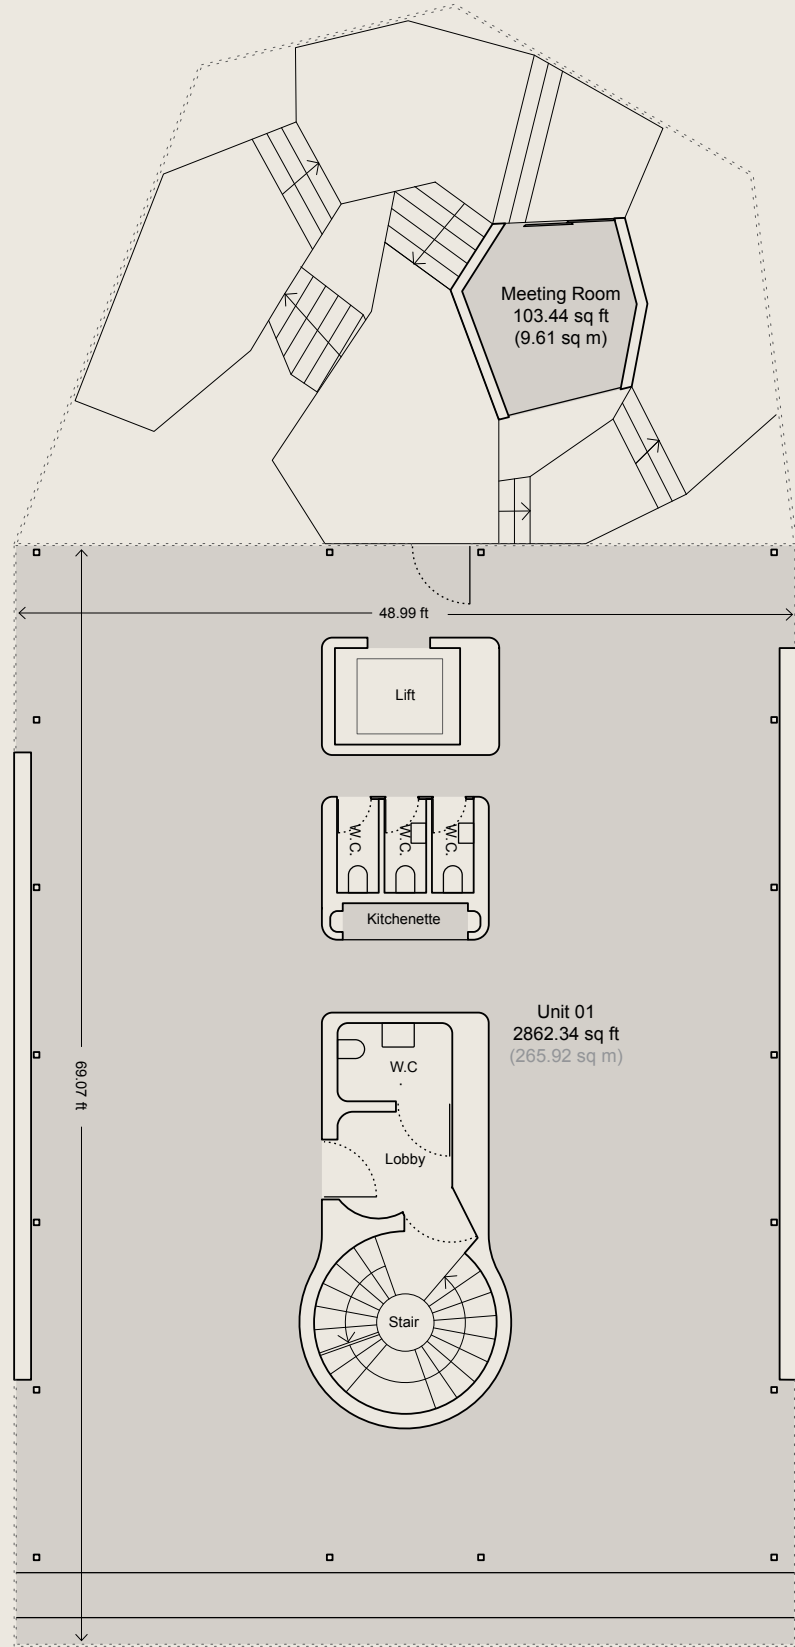 Meeting Room
103.44 sq ft
(9.61 sq m)
48.99 ft
Lift
W.C.
W.C.
W.C.
Kitchenette
Unit 01
2862.34 sq ft
(265.92 sq m)
69.07 ft
W.C
.
Lobby
Stair